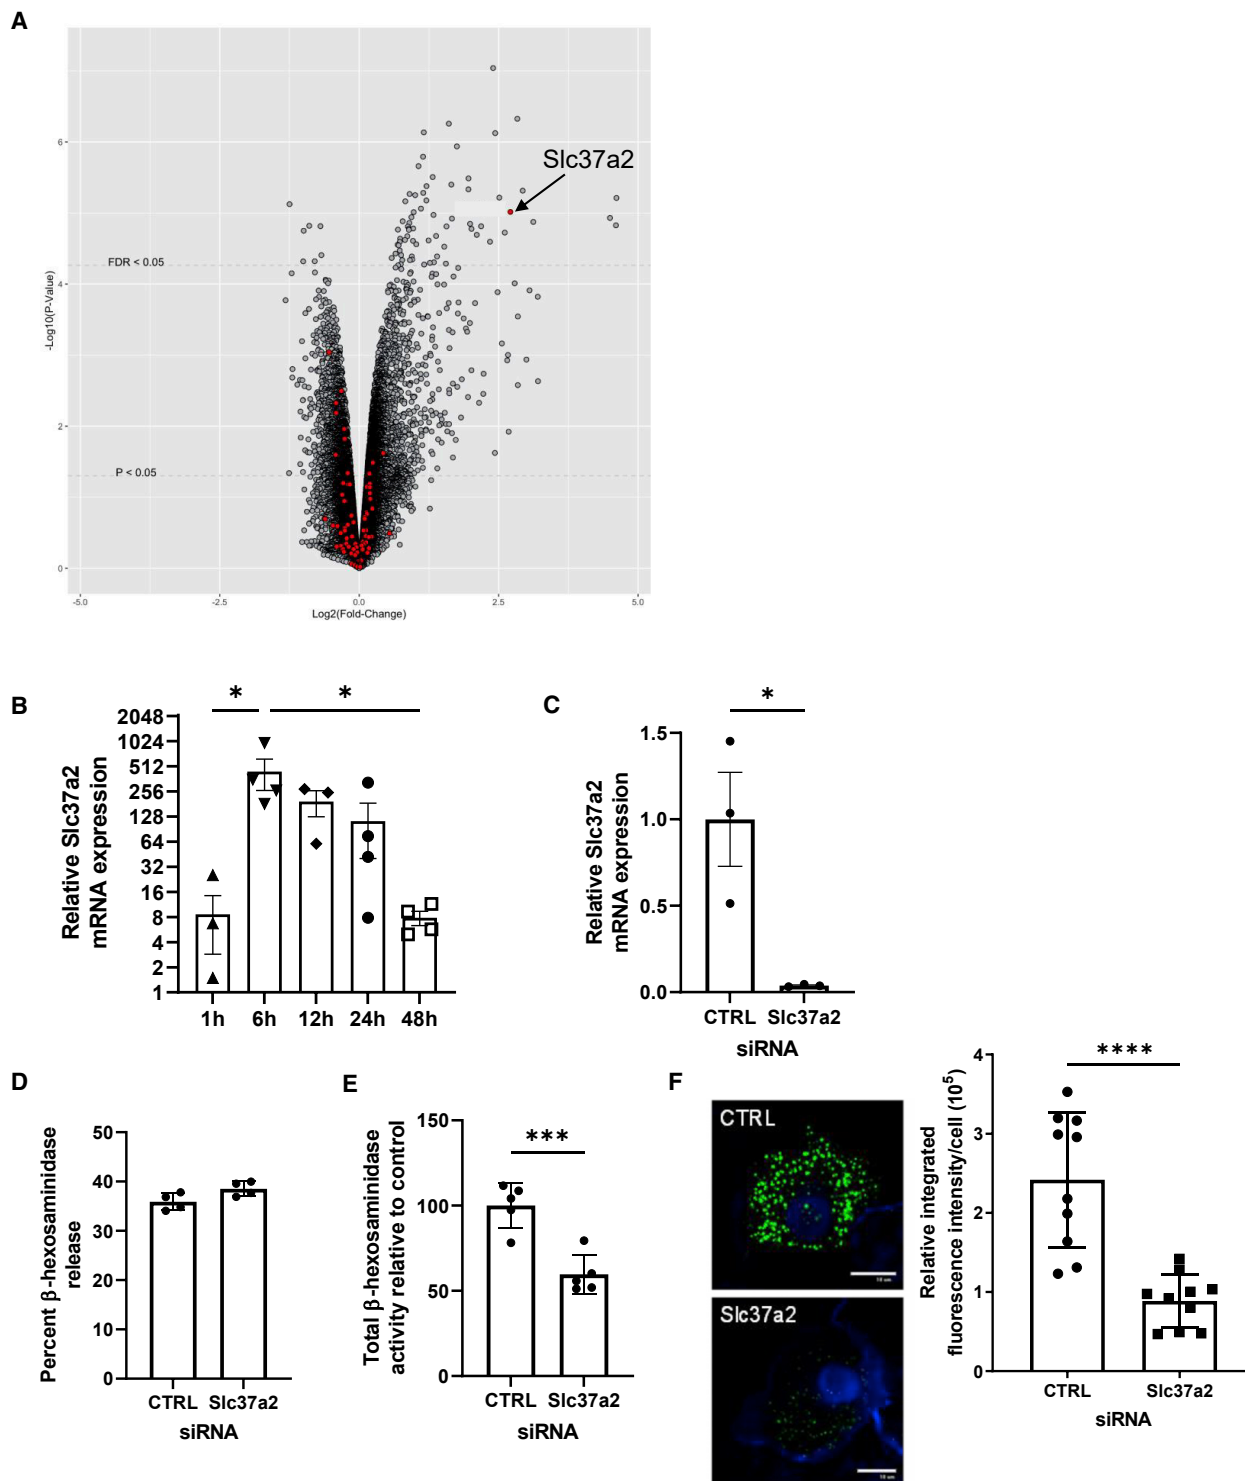 A
Slc37a2
6
FDR < 0.05
4
-Log10(P-Value)
2
P < 0.05
0
-5.0 -2.5 0.0 2.5 5.0
Log2(Fold-Change)
B
* *
2048
1024
512
256
128
64
32
16
8
4
2
1
Relative Slc37a2
mRNA expression
1h 6h 12h 24h 48h
C
*
1.5
1.0
0.5
0.0
Relative Slc37a2
mRNA expression
CTRL Slc37a2
siRNA
D
50
40
30
20
10
0
Percent β-hexosaminidase
release
CTRL Slc37a2
siRNA
E
***
150
100
50
0
Total β-hexosaminidase
activity relative to control
CTRL Slc37a2
siRNA
F
CTRL
10 um
Slc37a2
10 um
****
4
3
2
1
0
Relative integrated
fluorescence intensity/cell (10⁵)
CTRL Slc37a2
siRNA